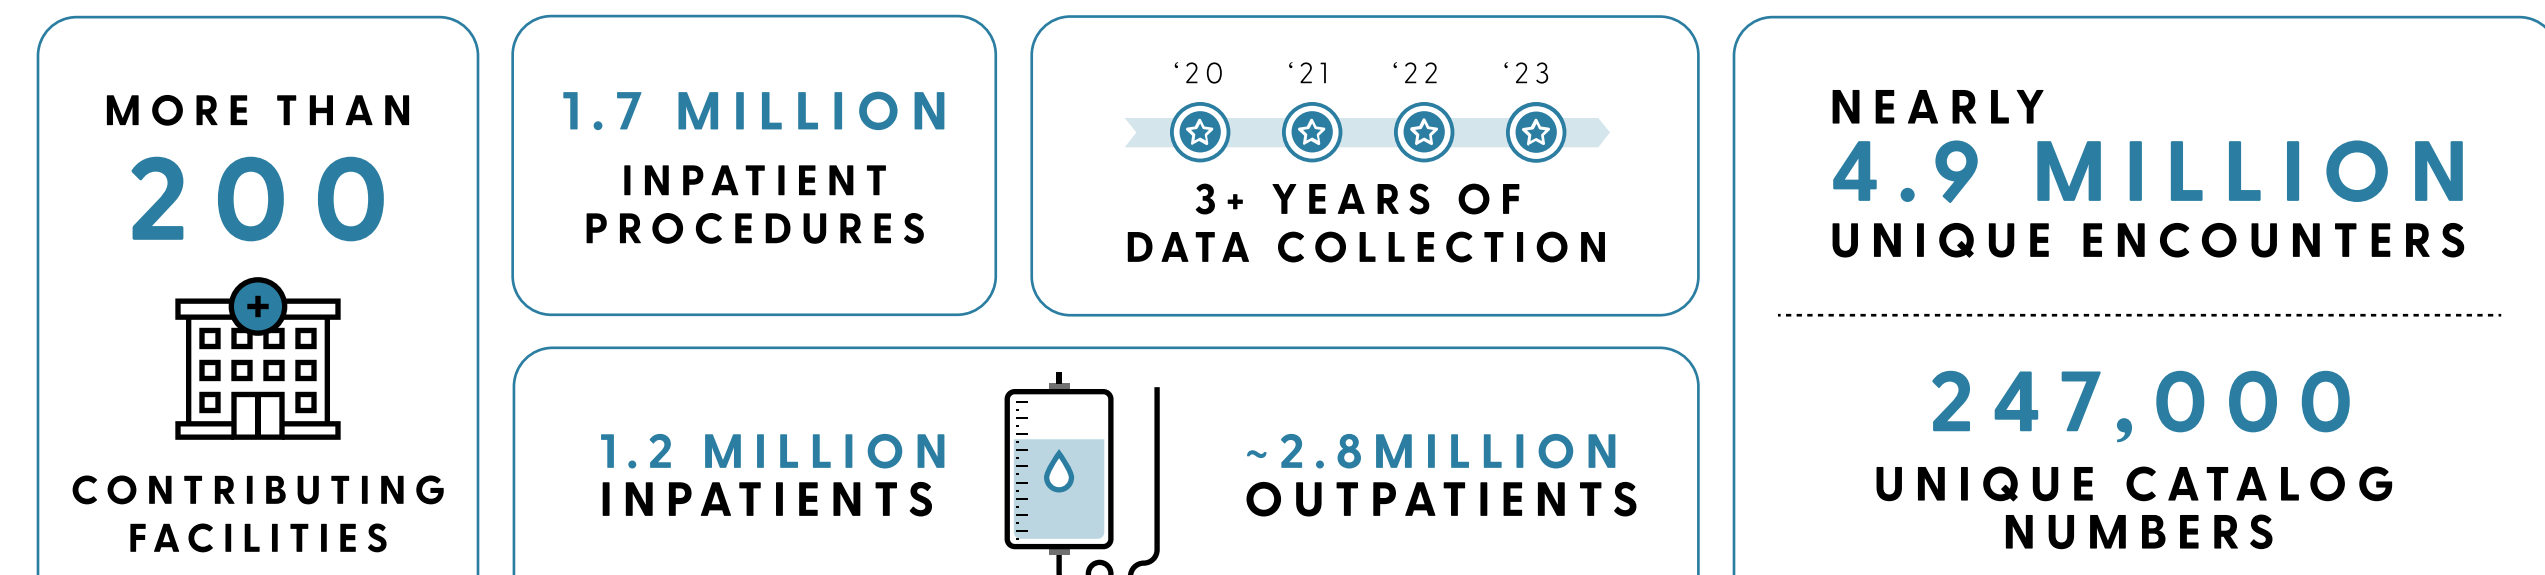 MORE THAN
200
CONTRIBUTING
FACILITIES
1.7 MILLION
INPATIENT
PROCEDURES
‘20 ‘21 ‘22 ‘23
3+ YEARS OF
DATA COLLECTION
1.2 MILLION
INPATIENTS
~2.8MILLION
OUTPATIENTS
NEARLY
4.9 MILLION
UNIQUE ENCOUNTERS
247,000
UNIQUE CATALOG
NUMBERS